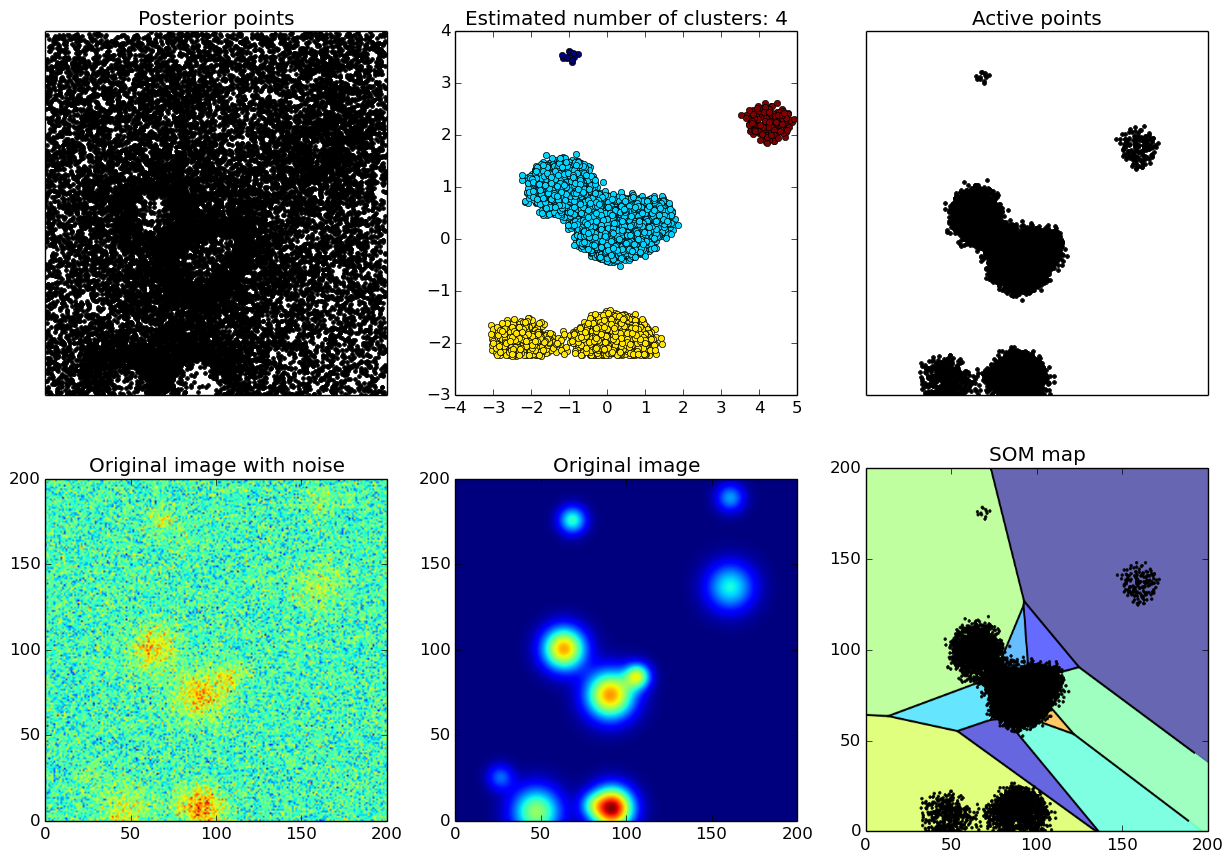 Posterior points
Estimated number of clusters: 4
Active points
4
3
2
1
0
−1
−2
−3
−4 −3 −2 −1 0 1 2 3 4 5
Original image with noise
Original image
SOM map
200
150
100
50
0
0 50 100 150 200
200
150
100
50
0
0 50 100 150 200
200
150
100
50
0
0 50 100 150 200